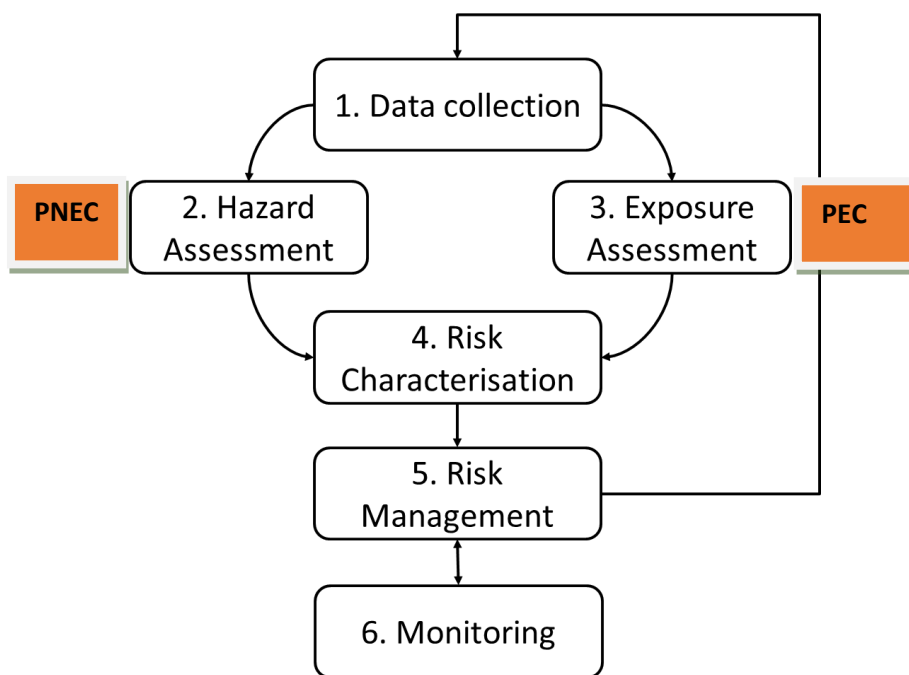 1. Data collection
PNEC
2. Hazard
Assessment
3. Exposure
Assessment
PEC
4. Risk
Characterisation
5. Risk
Management
6. Monitoring